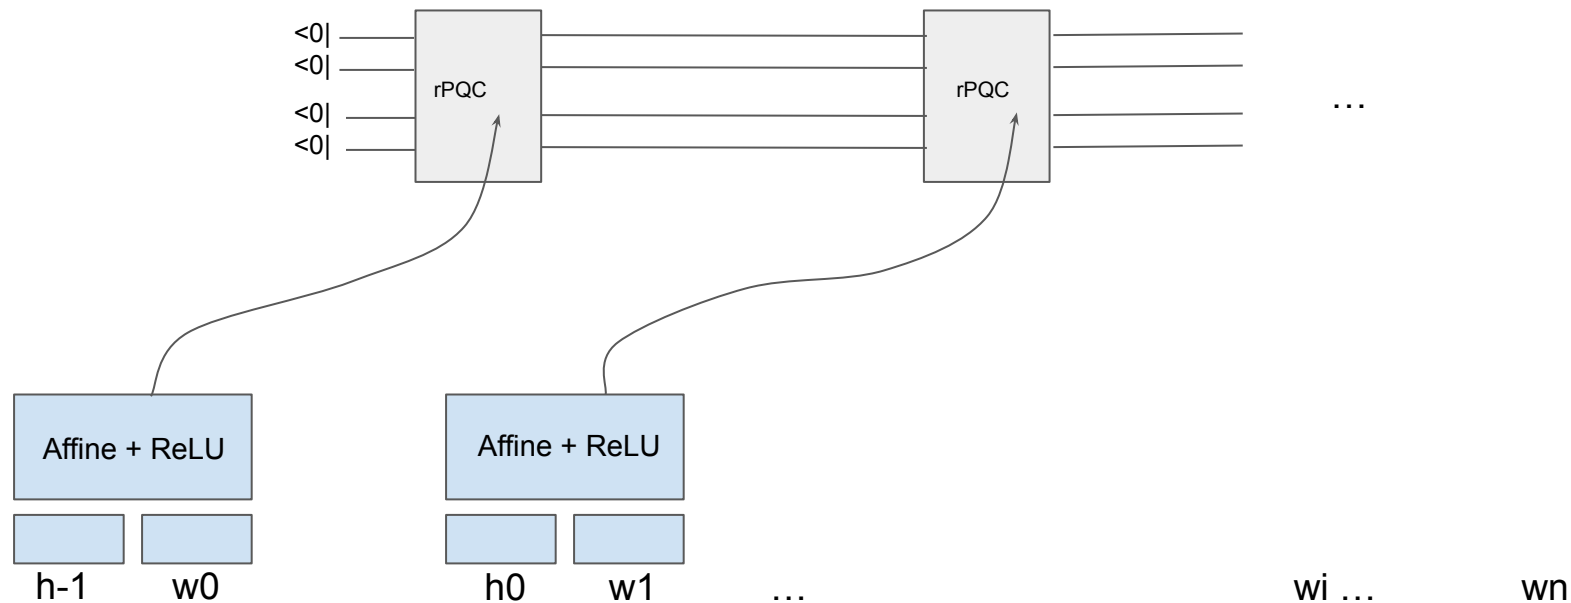 <0|
<0|
<0|
<0|
rPQC
rPQC
...
Affine + ReLU
Affine + ReLU
h-1 w0 h0 w1 ... wi ... wn